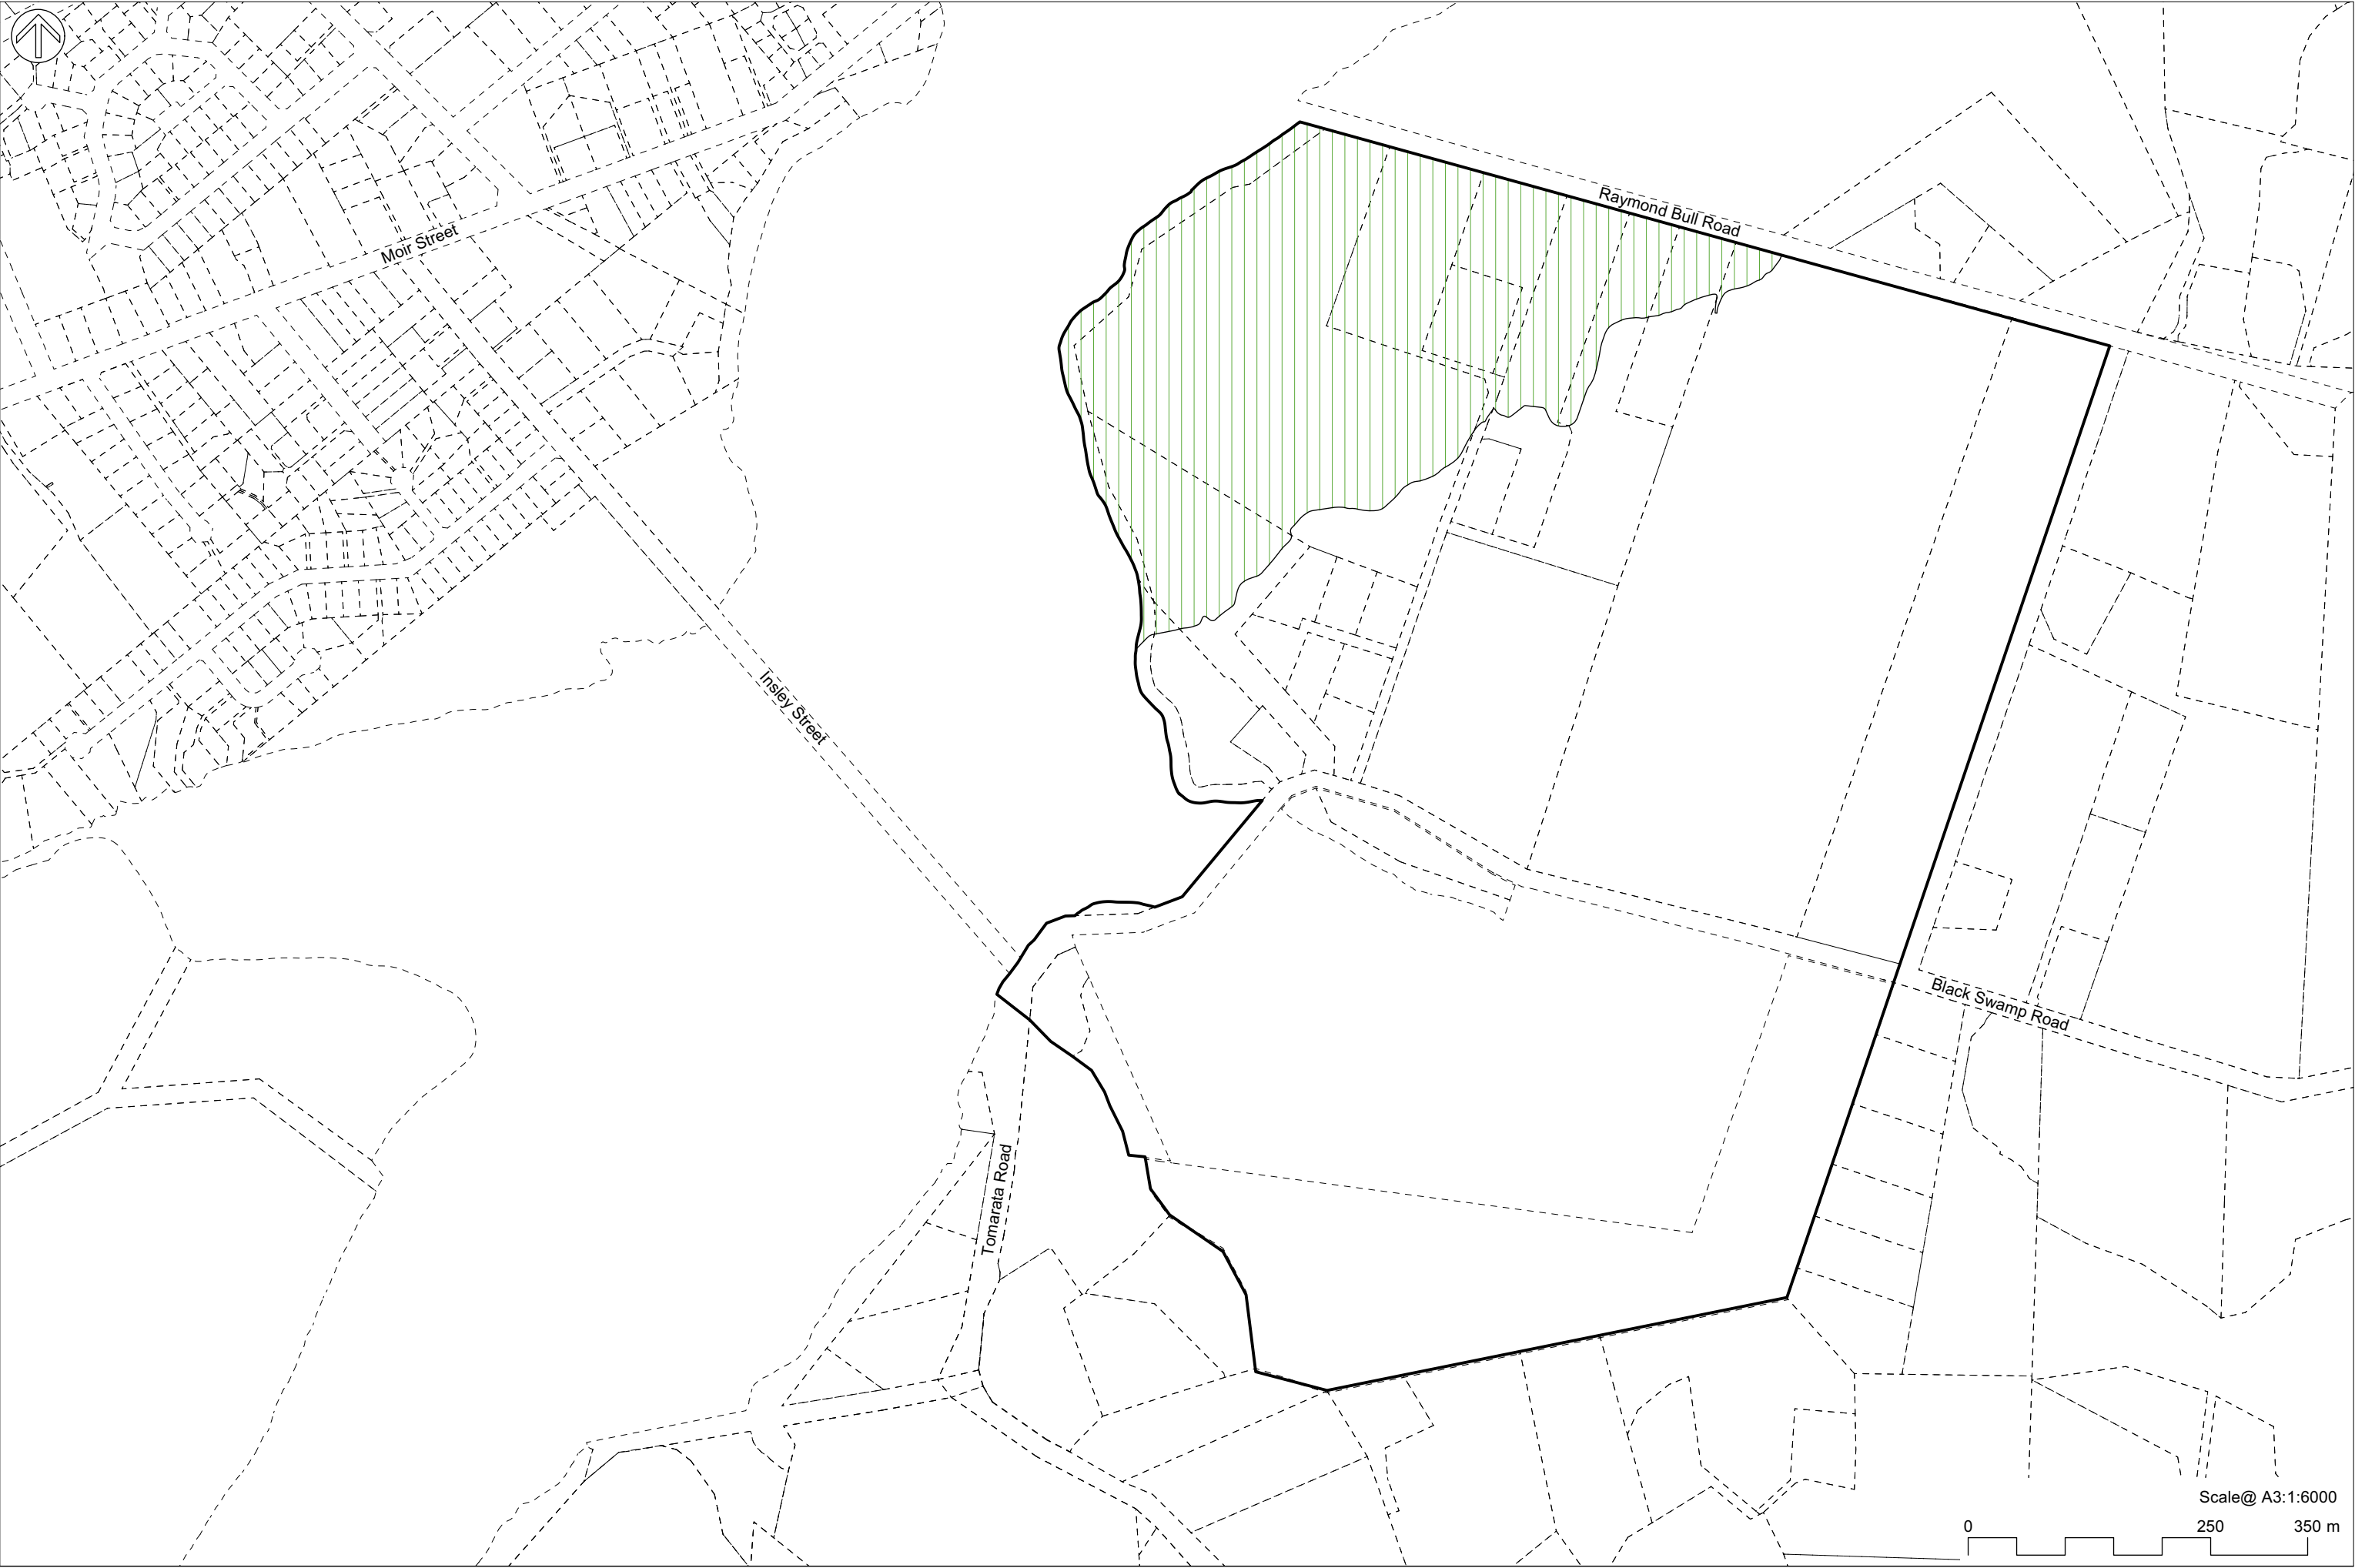 Moir Street
Raymond Bull Road
Insley Street
Black Swamp Road
Tomarata Road
Scale@ A3:1:6000
0 250 350 m